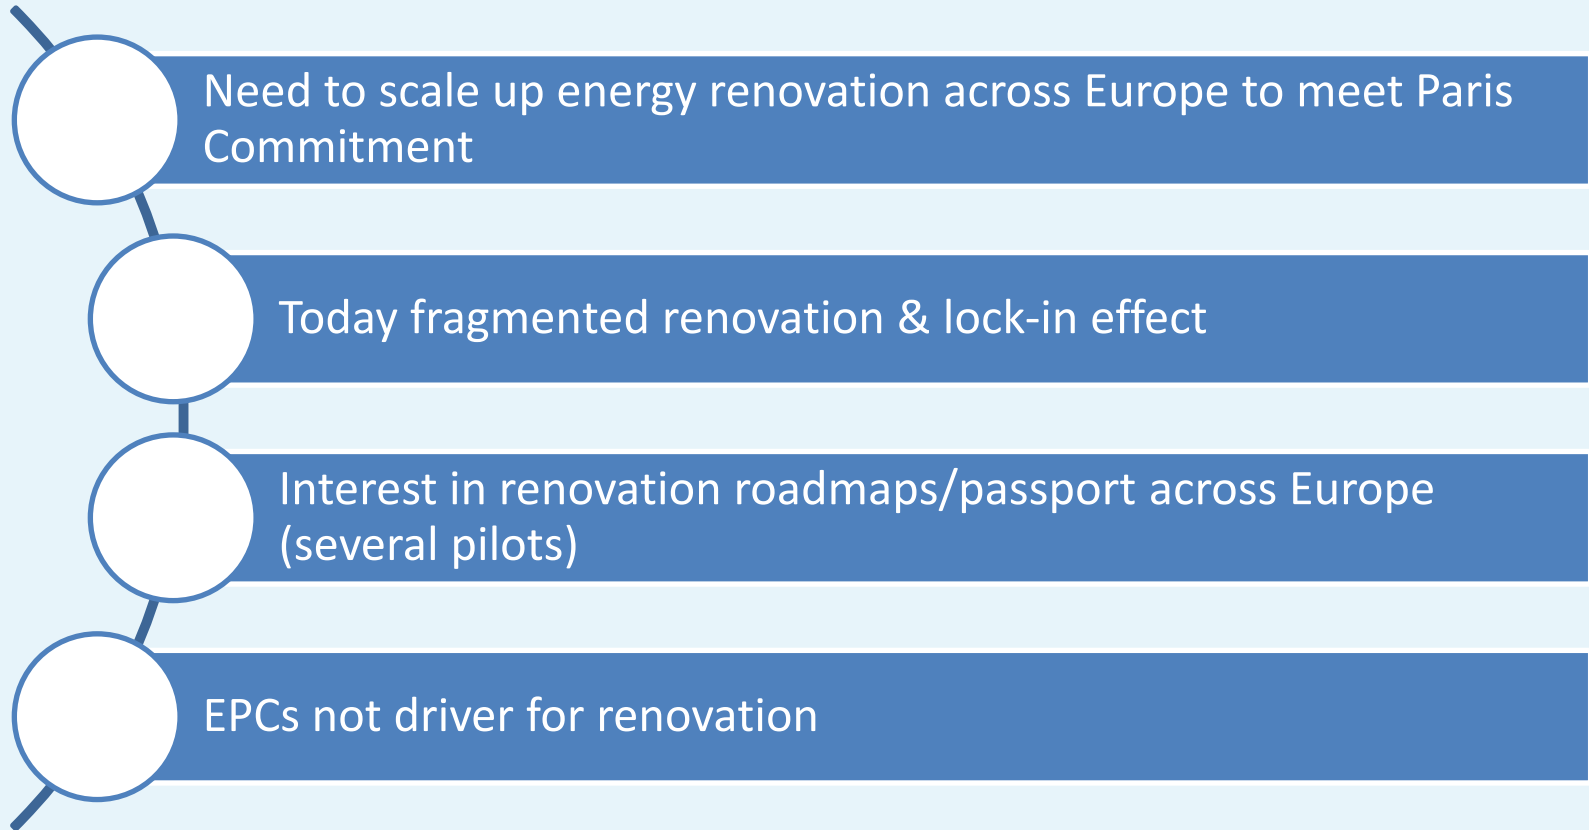 Need to scale up energy renovation across Europe to meet Paris
Commitment
Today fragmented renovation & lock-in effect
Interest in renovation roadmaps/passport across Europe
(several pilots)
EPCs not driver for renovation